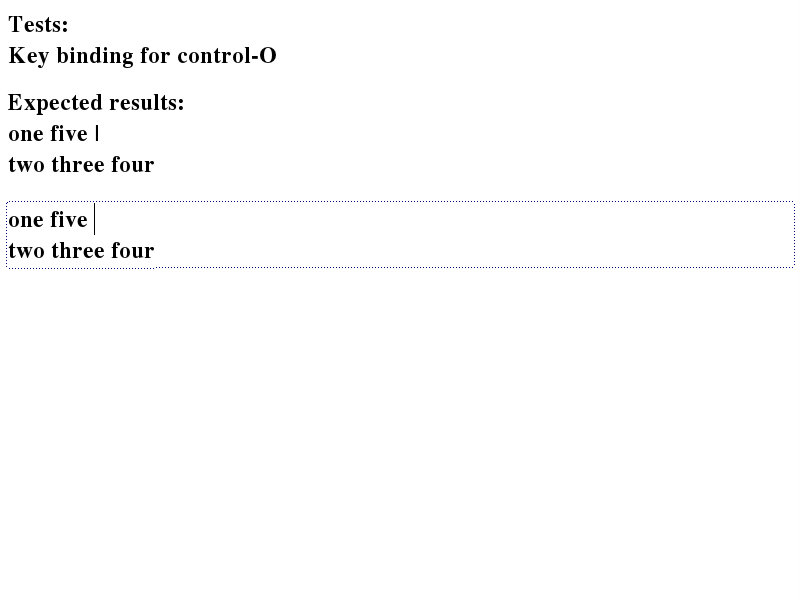 Tests:
Key binding for control-O
Expected results:
one five |
two three four
one five
two three four